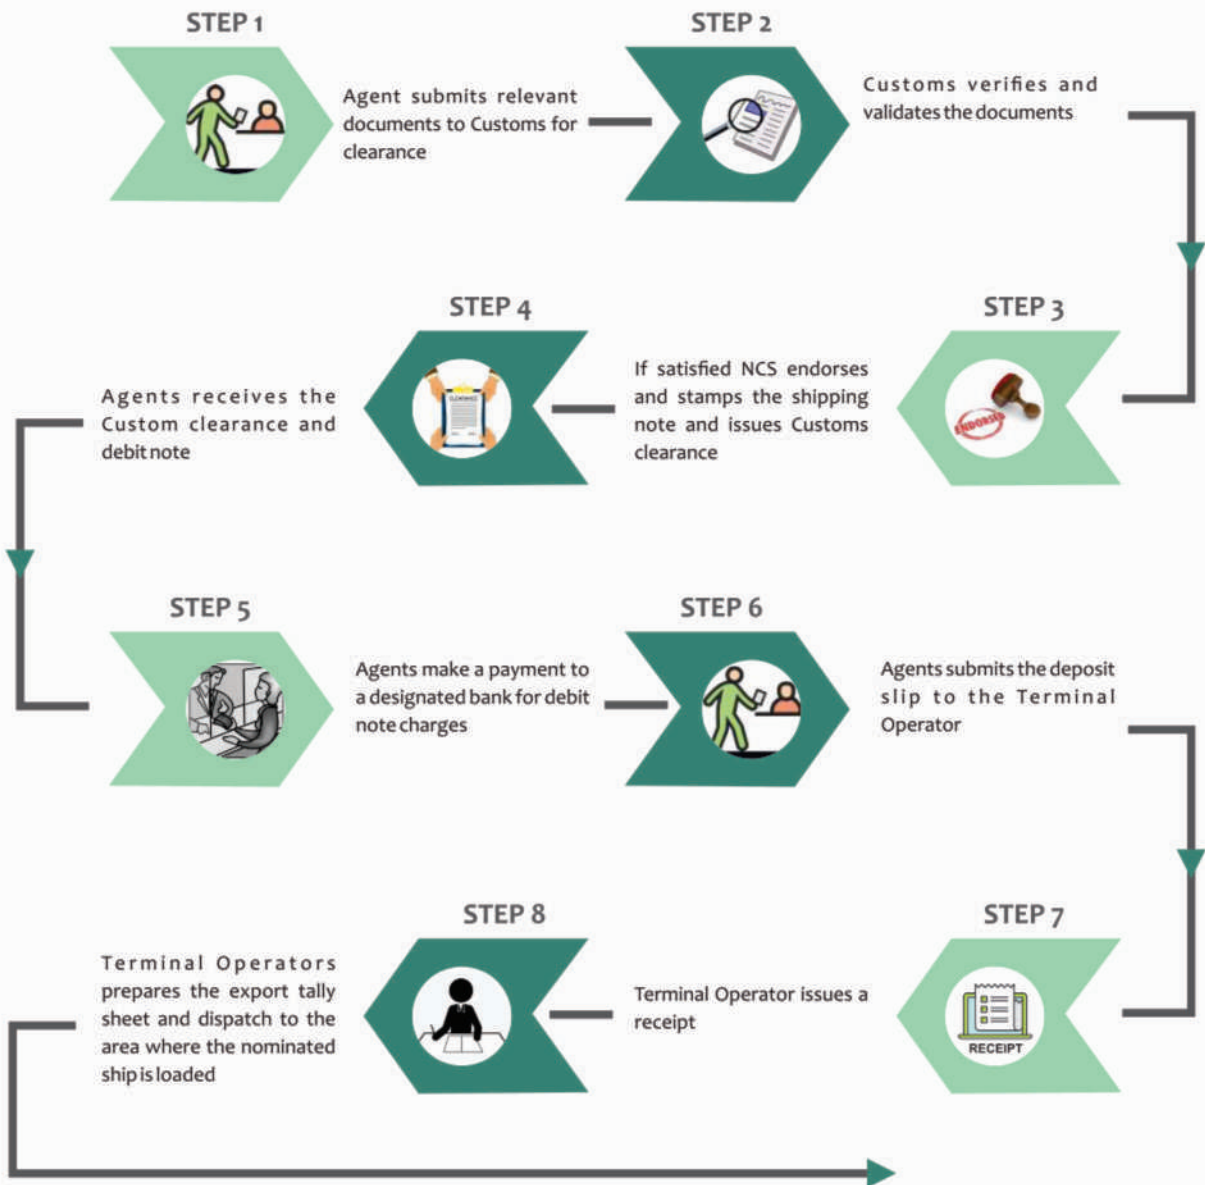 STEP 1
Agent submits relevant
documents to Customs for
clearance
STEP 2
Customs verifies and
validates the documents
STEP 3
ENDORSED
If satisfied NCS endorses
and stamps the shipping
note and issues Customs
clearance
STEP 4
CLEARANCE
Agents receives the
Custom clearance and
debit note
STEP 5
Agents make a payment to
a designated bank for debit
note charges
STEP 6
Agents submits the deposit
slip to the Terminal
Operator
STEP 7
RECEIPT
Terminal Operator issues a
receipt
STEP 8
Terminal Operators
prepares the export tally
sheet and dispatch to the
area where the nominated
ship is loaded